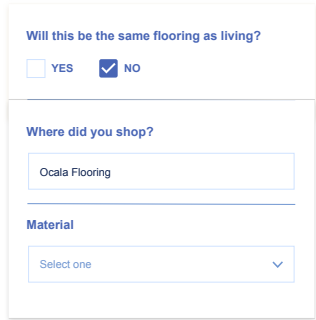 Will this be the same flooring as living?
YES NO
Where did you shop?
Ocala Flooring
Material
Select one